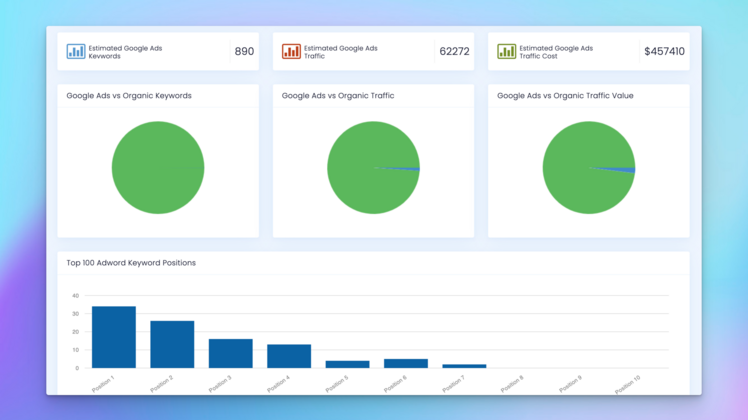 Estimated Google Ads
Keywords
890
Estimated Google Ads
Traffic
62272
Estimated Google Ads
Traffic Cost
$457410
Google Ads vs Organic Keywords
Google Ads vs Organic Traffic
Google Ads vs Organic Traffic Value
Top 100 Adword Keyword Positions
40
30
20
10
0
Position 1
Position 2
Position 3
Position 4
Position 5
Position 6
Position 7
Position 8
Position 9
Position 10